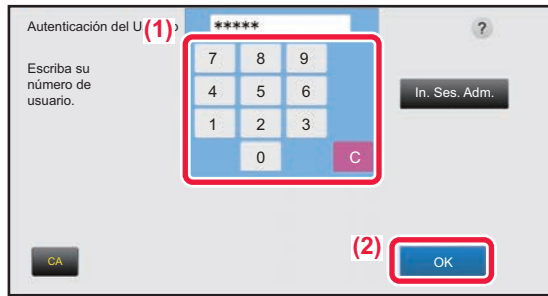 Autenticación del U o
(1)
*****
?
Escriba su
número de
usuario.
7 8 9
4 5 6
1 2 3
0 C
In. Ses. Adm.
CA
(2)
OK